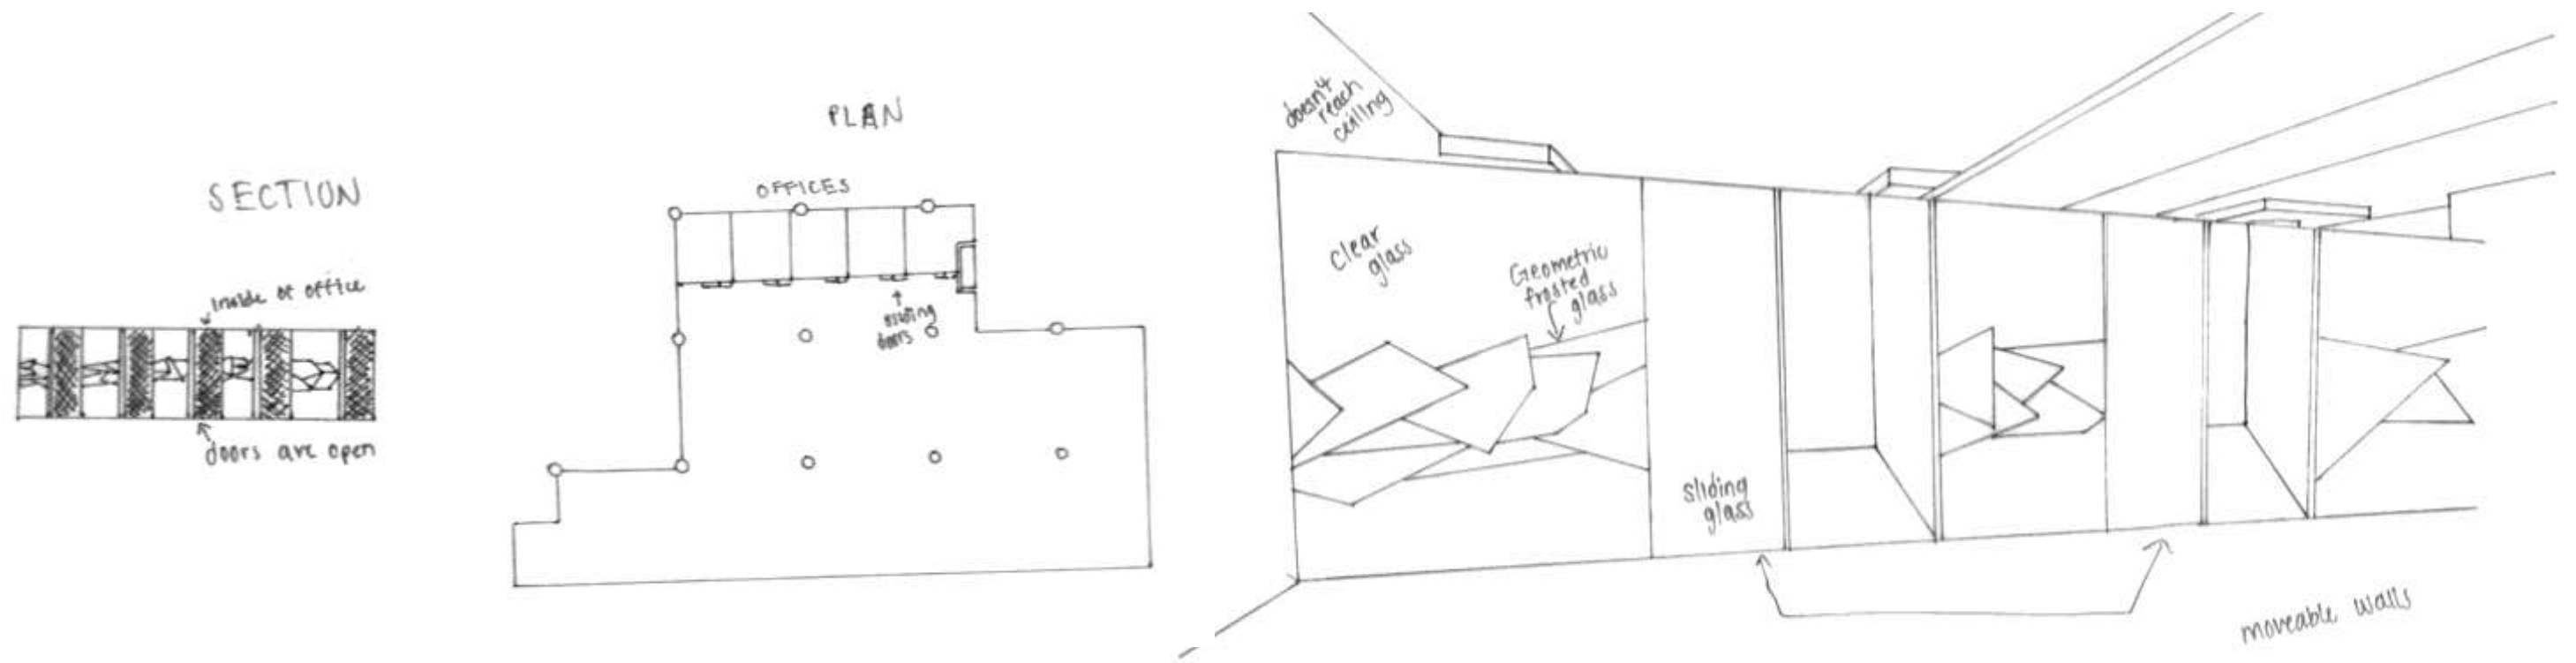 SECTION
Inside of office
doors are open
PLAN
OFFICES
sliding
doors
doesn't
reach
ceiling
clear
glass
Geometric
frosted
glass
sliding
glass
moveable walls